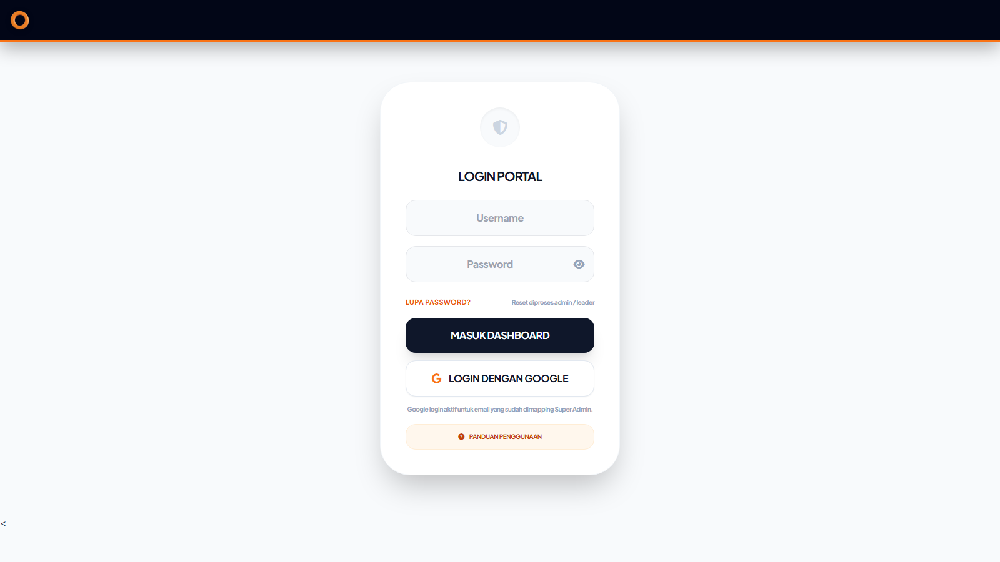 LOGIN PORTAL
Username
Password
LUPA PASSWORD? Reset diproses admin / leader
MASUK DASHBOARD
LOGIN DENGAN GOOGLE
Google login aktif untuk email yang sudah dimapping Super Admin.
PANDUAN PENGGUNAAN
<